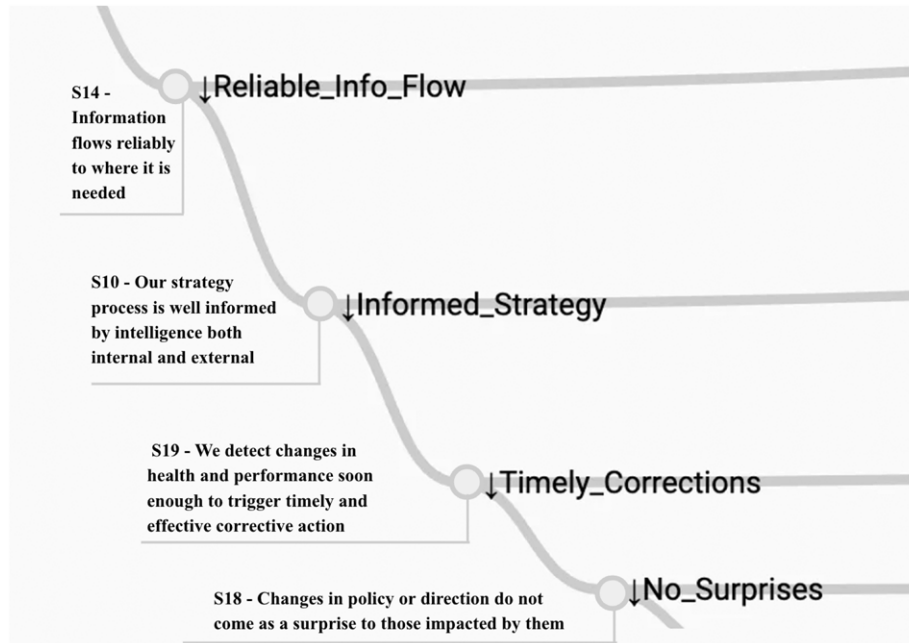 ↓Reliable_Info_Flow
S14 -
Information
flows reliably
to where it is
needed
S10 - Our strategy
process is well informed
by intelligence both
internal and external
↓Informed_Strategy
S19 - We detect changes in
health and performance soon
enough to trigger timely and
effective corrective action
↓Timely_Corrections
S18 - Changes in policy or direction do not
come as a surprise to those impacted by them
↓No_Surprises